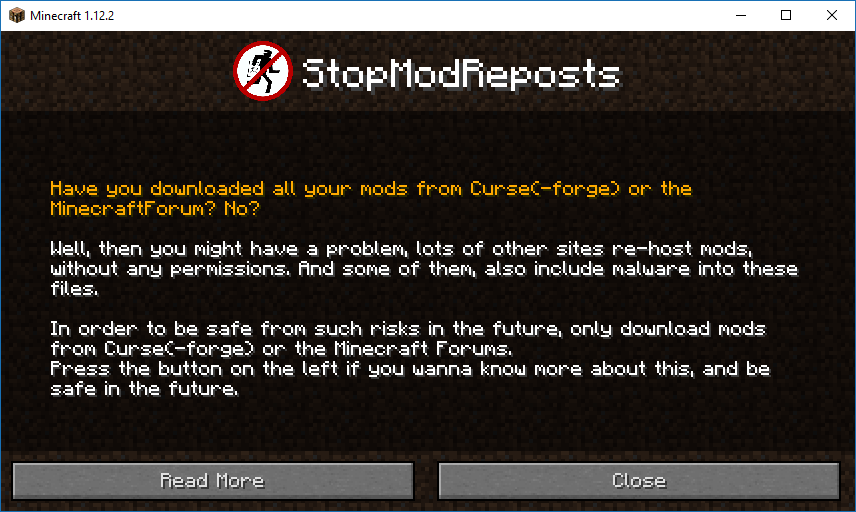 Minecraft 1.12.2
StopModReposts
Have you downloaded all your mods from Curse(-forge) or the
MinecraftForum? No?
Well, then you might have a problem, lots of other sites re-host mods,
without any permissions. And some of them, also include malware into these
files.
In order to be safe from such risks in the future, only download mods
from Curse(-forge) or the Minecraft Forums.
Press the button on the left if you wanna know more about this, and be
safe in the future.
Read More
Close